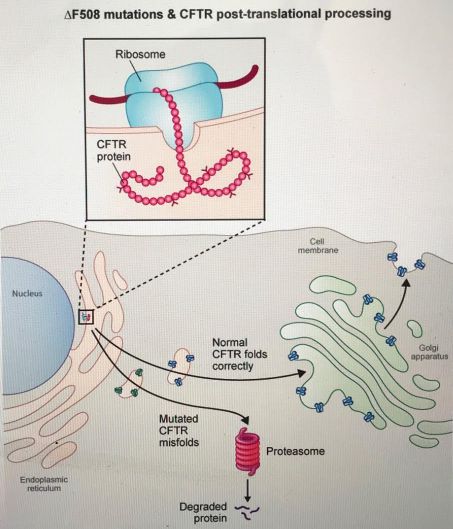 ΔF508 mutations & CFTR post-translational processing
Ribosome
CFTR
protein
Cell
membrane
Nucleus
Normal
CFTR folds
correctly
Golgi
apparatus
Mutated
CFTR
misfolds
Proteasome
Endoplasmic
reticulum
Degraded
protein